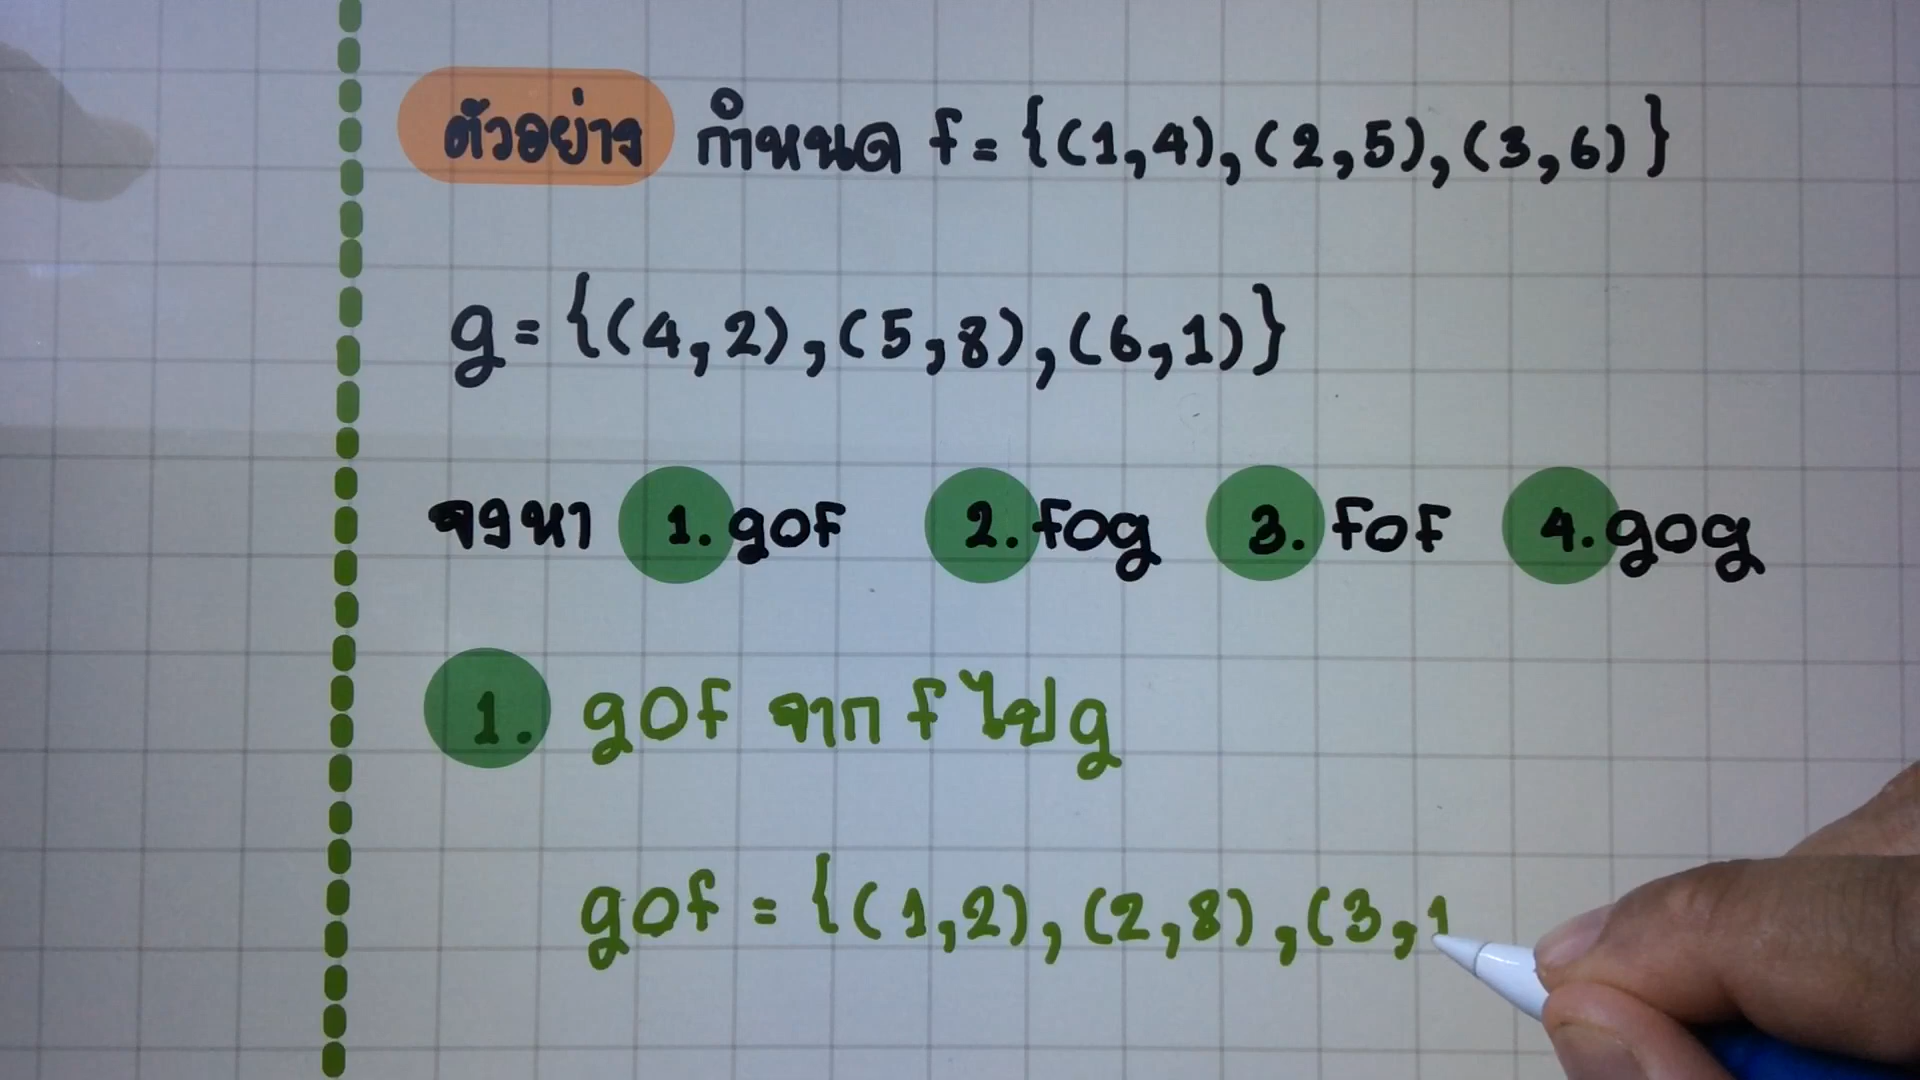 ตัวอย่าง กำหนด f = {(1,4),(2,5),(3,6)}
g = {(4,2),(5,8),(6,1)}
จงหา 1. gof 2. fog 3. fof 4. gog
1. gof จาก f ไป g
gof = {(1,2),(2,8),(3,1